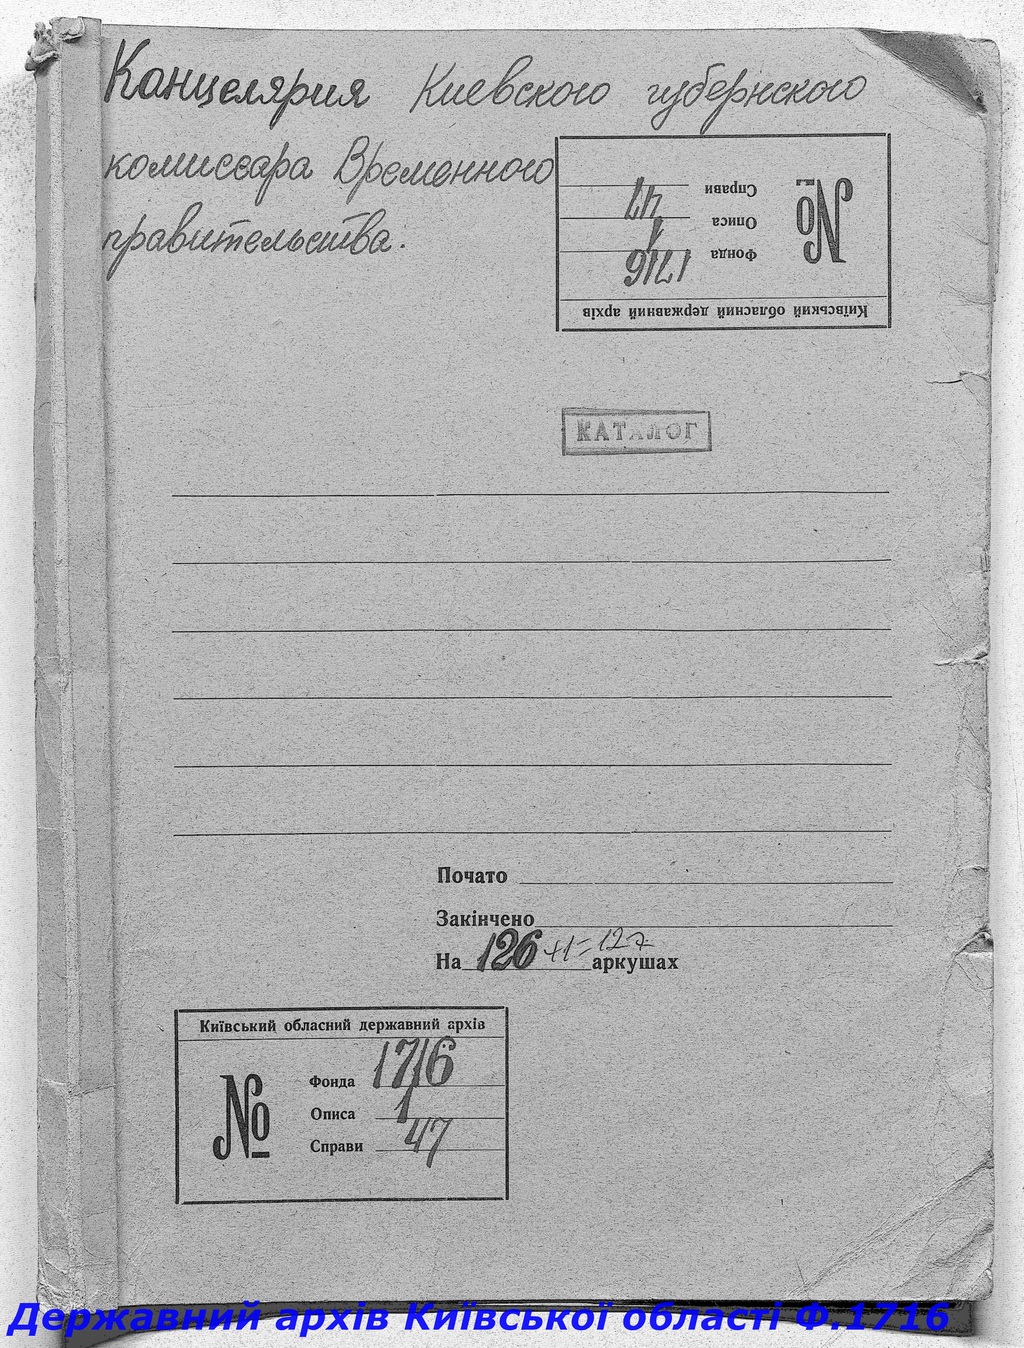 Канцелярия Киевского губернского
комиссара Временного
правительства.
Київський обласний державний архів
№
Фонда 1716
Описа 1
Справи 47
КАТАЛОГ
Почато
Закінчено
На 126 +1=127 аркушах
Київський обласний державний архів
№
Фонда 1716
Описа 1
Справи 47
Державний архів Київської області Ф.1716